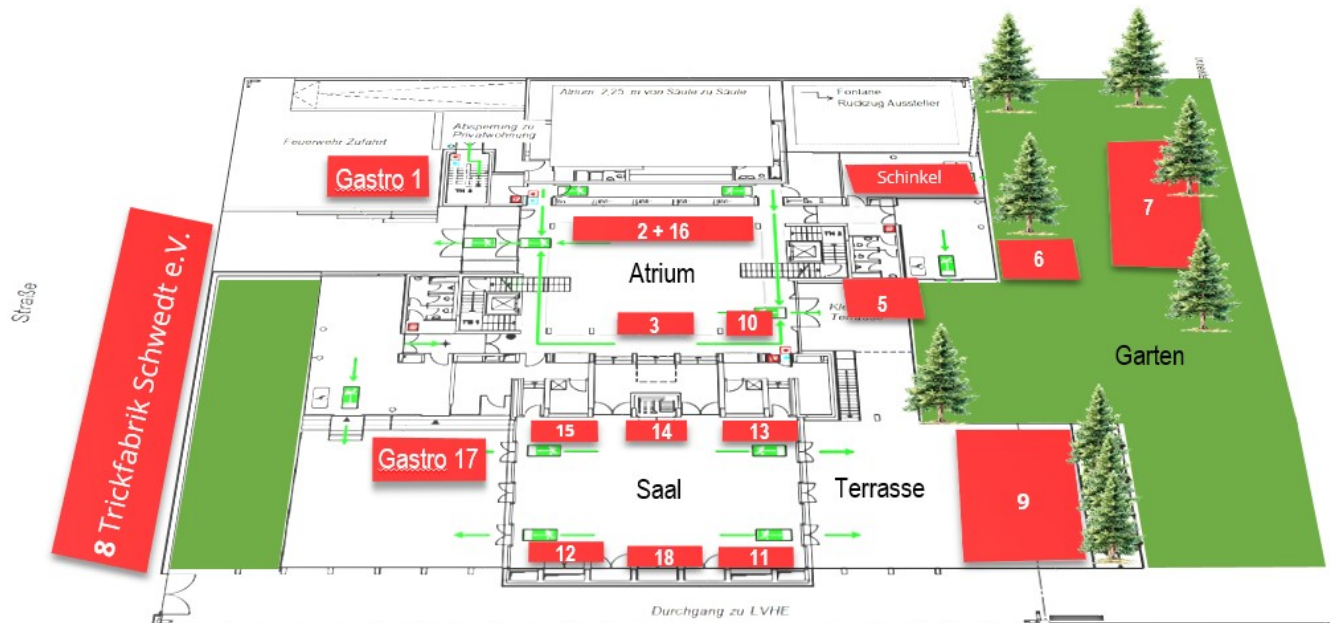 Atrium 2,25 m von Säule zu Säule
Fontane
Rückzug Aussteller
Absperrung zu
Privatwohnung
Feuerwehr Zufahrt
Gastro 1
Schinkel
7
2 + 16
6
Atrium
5
Straße
8 Trickfabrik Schwedt e.V.
3
10
Terrasse
Garten
15
14
13
Gastro 17
Saal
Terrasse
9
12
18
11
Durchgang zu LVHE